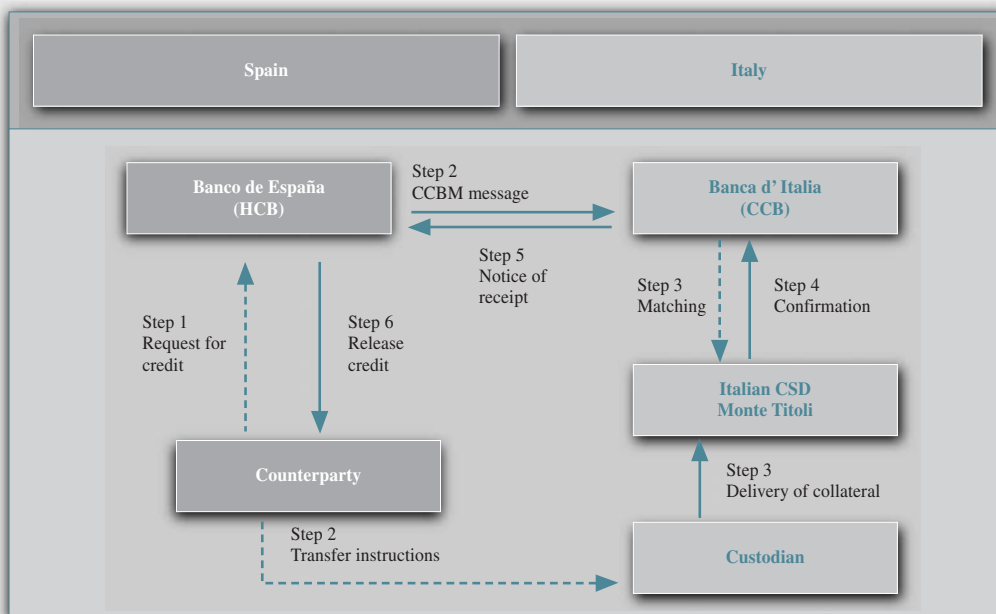 Spain
Italy
Banco de España
(HCB)
Step 2
CCBM message
Banca d' Italia
(CCB)
Step 5
Notice of
receipt
Step 1
Request for
credit
Step 6
Release
credit
Step 3
Matching
Step 4
Confirmation
Italian CSD
Monte Titoli
Counterparty
Step 3
Delivery of collateral
Step 2
Transfer instructions
Custodian